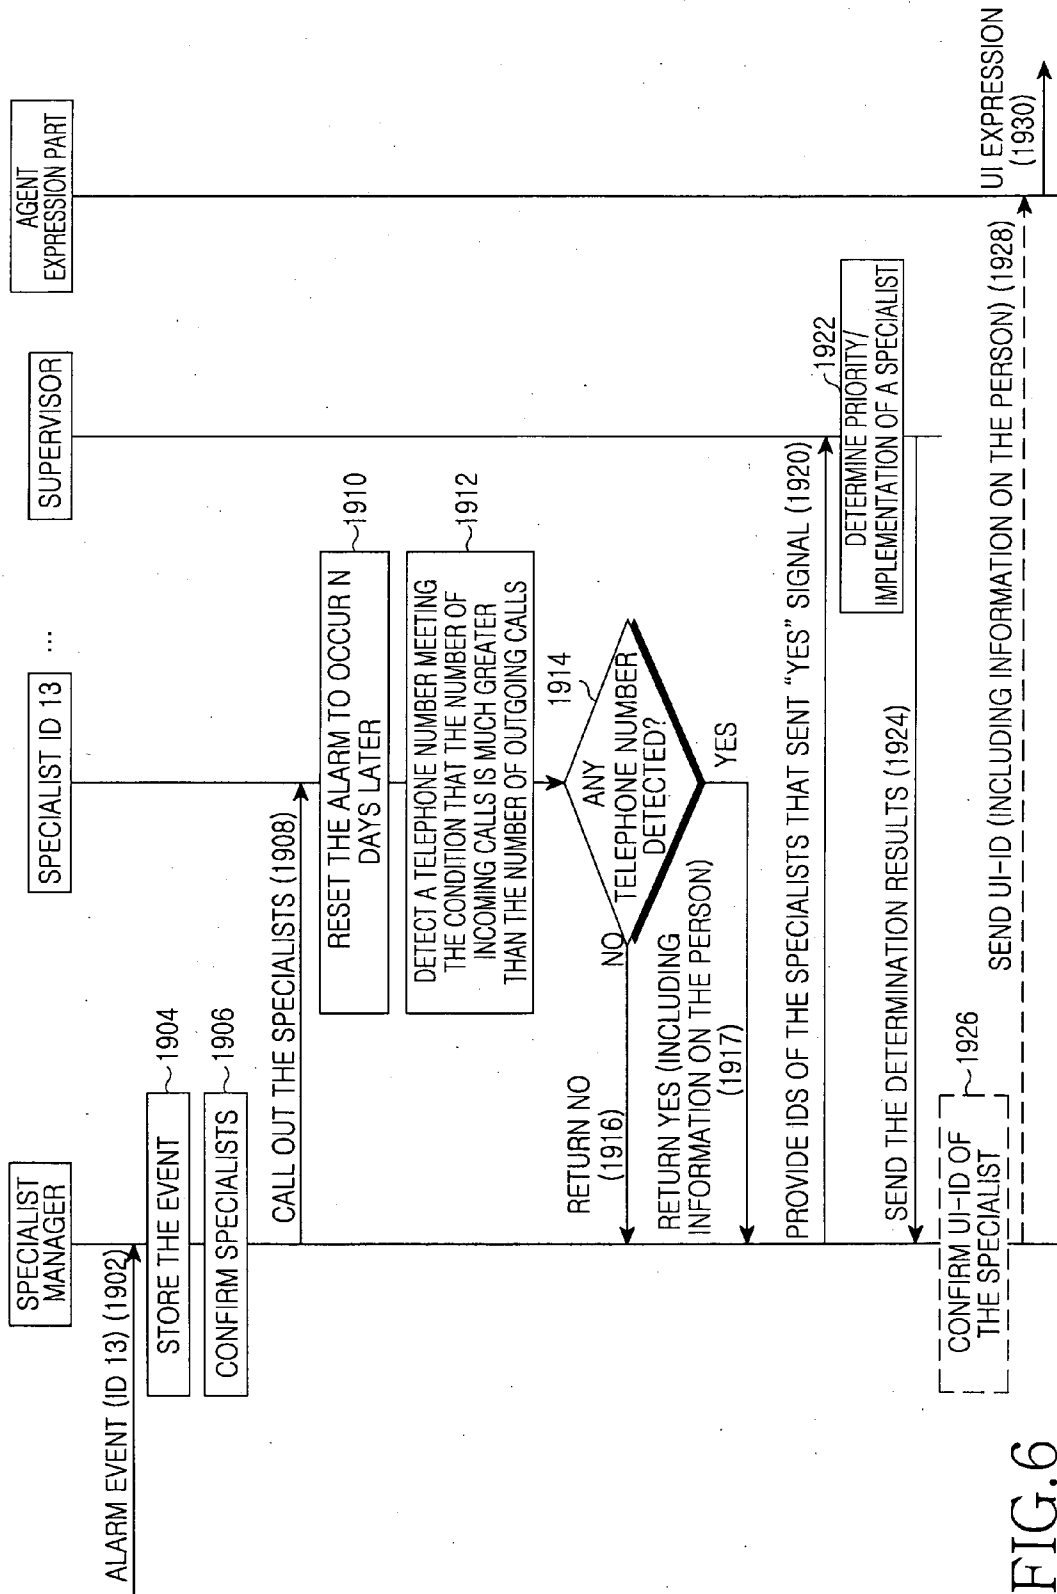 SPECIALIST
MANAGER
SPECIALIST ID 13
...
SUPERVISOR
AGENT
EXPRESSION PART
ALARM EVENT (ID 13) (1902)
STORE THE EVENT
1904
CONFIRM SPECIALISTS
1906
CALL OUT THE SPECIALISTS (1908)
RESET THE ALARM TO OCCUR N
DAYS LATER
1910
DETECT A TELEPHONE NUMBER MEETING
THE CONDITION THAT THE NUMBER OF
INCOMING CALLS IS MUCH GREATER
THAN THE NUMBER OF OUTGOING CALLS
1912
ANY
TELEPHONE NUMBER
DETECTED?
1914
NO
YES
RETURN NO
(1916)
RETURN YES (INCLUDING
INFORMATION ON THE PERSON)
(1917)
PROVIDE IDS OF THE SPECIALISTS THAT SENT "YES" SIGNAL (1920)
1922
DETERMINE PRIORITY/
IMPLEMENTATION OF A SPECIALIST
SEND THE DETERMINATION RESULTS (1924)
CONFIRM UI-ID OF
THE SPECIALIST
1926
SEND UI-ID (INCLUDING INFORMATION ON THE PERSON) (1928)
UI EXPRESSION
(1930)
FIG.6